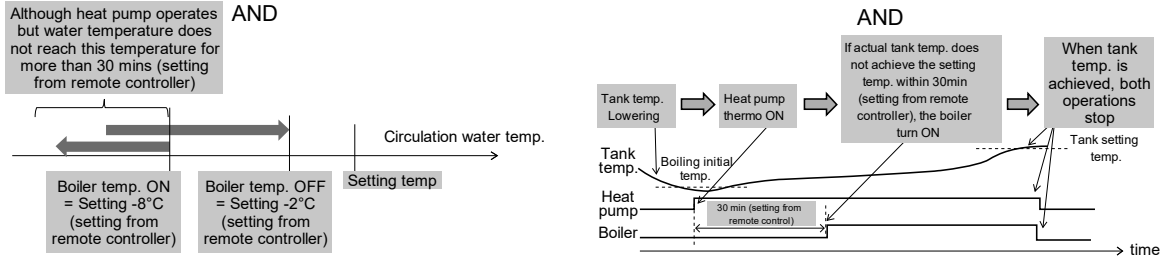 Although heat pump operates
but water temperature does
not reach this temperature for
more than 30 mins (setting
from remote controller)
AND
Circulation water temp.
Setting temp
Boiler temp. ON
= Setting -8°C
(setting from
remote controller)
Boiler temp. OFF
= Setting -2°C
(setting from
remote controller)
AND
Tank temp.
Lowering
Heat pump
thermo ON
If actual tank temp. does
not achieve the setting
temp. within 30min
(setting from remote
controller), the boiler
turn ON
When tank
temp. is
achieved, both
operations
stop
Tank
temp.
Boiling initial
temp.
Tank setting
temp.
Heat
pump
30 min (setting from
remote control)
Boiler
time